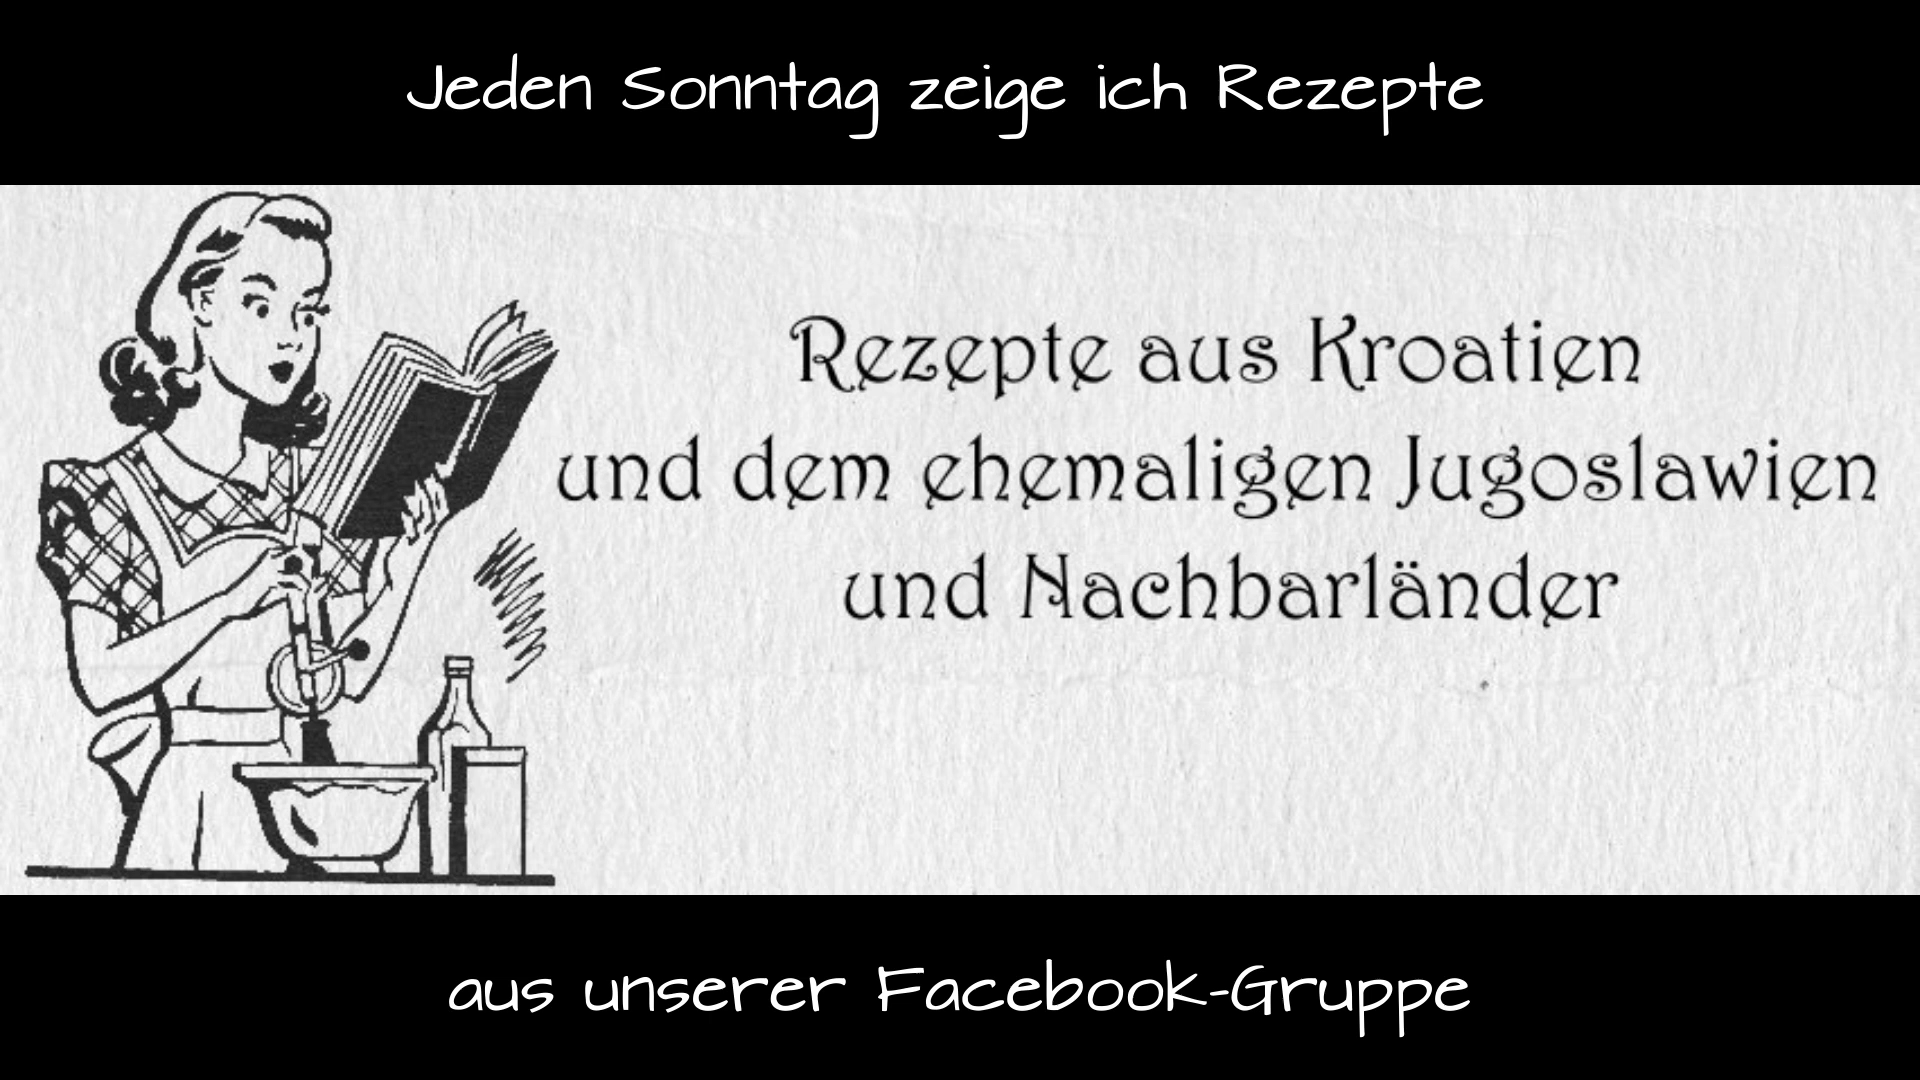 Jeden Sonntag zeige ich Rezepte
Rezepte aus Kroatien
und dem ehemaligen Jugoslawien
und Nachbarländer
aus unserer Facebook-Gruppe